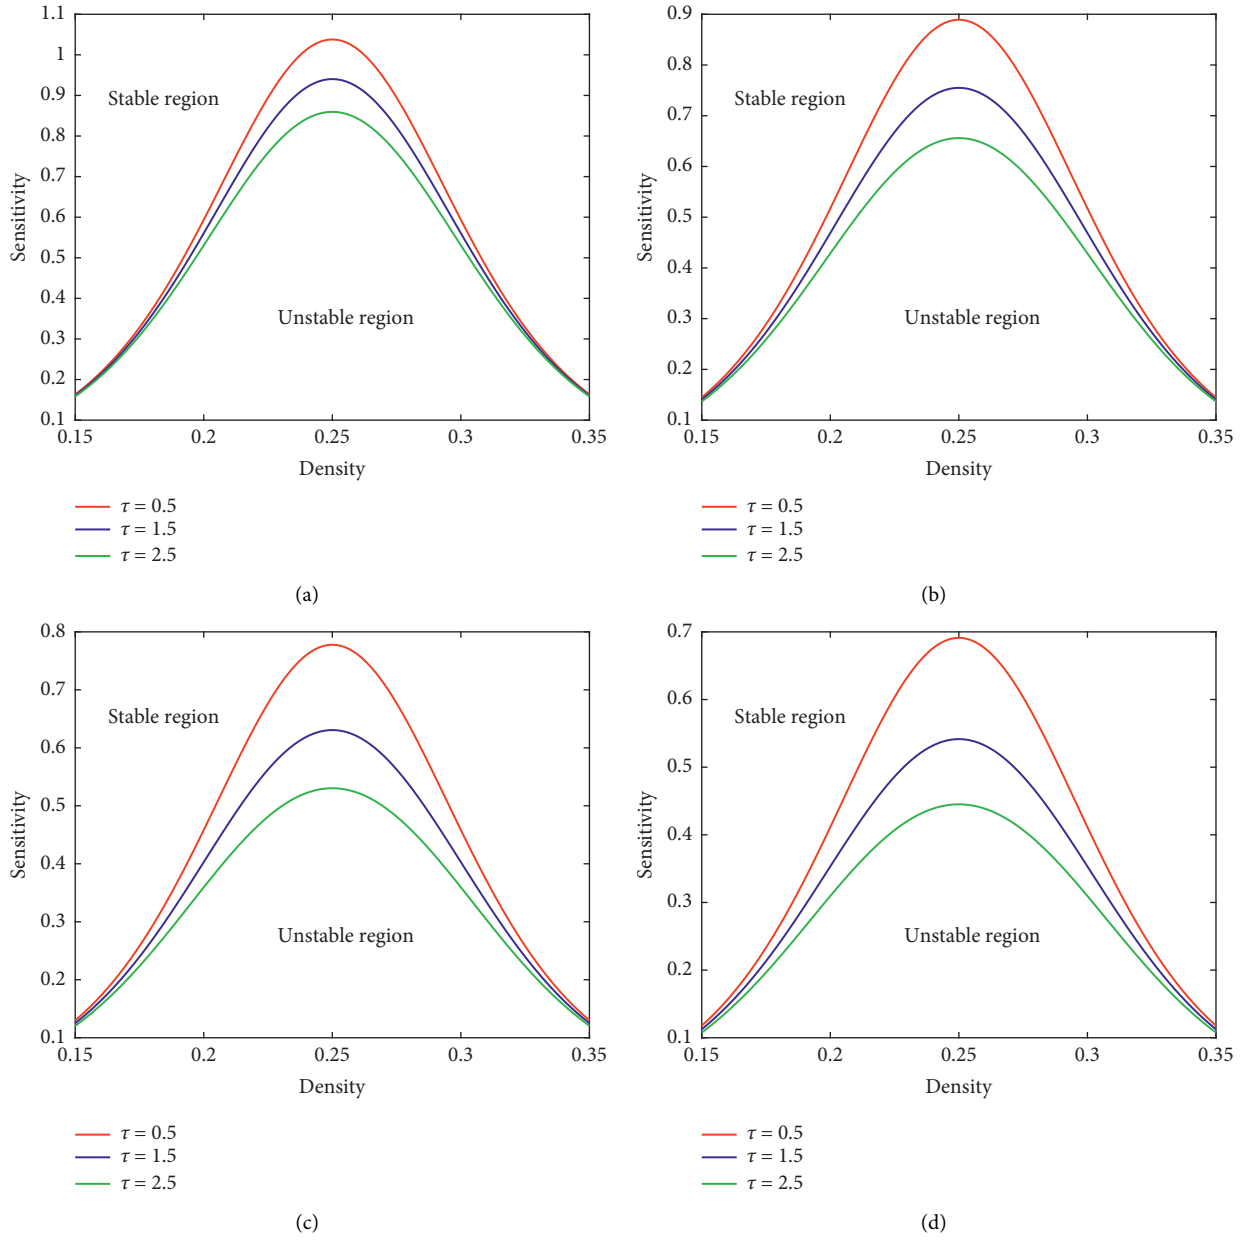 1.1
1
0.9
0.8
0.7
0.6
0.5
0.4
0.3
0.2
0.1
Sensitivity
Stable region
Unstable region
0.15
0.2
0.25
0.3
0.35
Density
τ = 0.5
τ = 1.5
τ = 2.5
(a)
0.9
0.8
0.7
0.6
0.5
0.4
0.3
0.2
0.1
Sensitivity
Stable region
Unstable region
0.15
0.2
0.25
0.3
0.35
Density
τ = 0.5
τ = 1.5
τ = 2.5
(b)
0.8
0.7
0.6
0.5
0.4
0.3
0.2
0.1
Sensitivity
Stable region
Unstable region
0.15
0.2
0.25
0.3
0.35
Density
τ = 0.5
τ = 1.5
τ = 2.5
(c)
0.7
0.6
0.5
0.4
0.3
0.2
0.1
Sensitivity
Stable region
Unstable region
0.15
0.2
0.25
0.3
0.35
Density
τ = 0.5
τ = 1.5
τ = 2.5
(d)